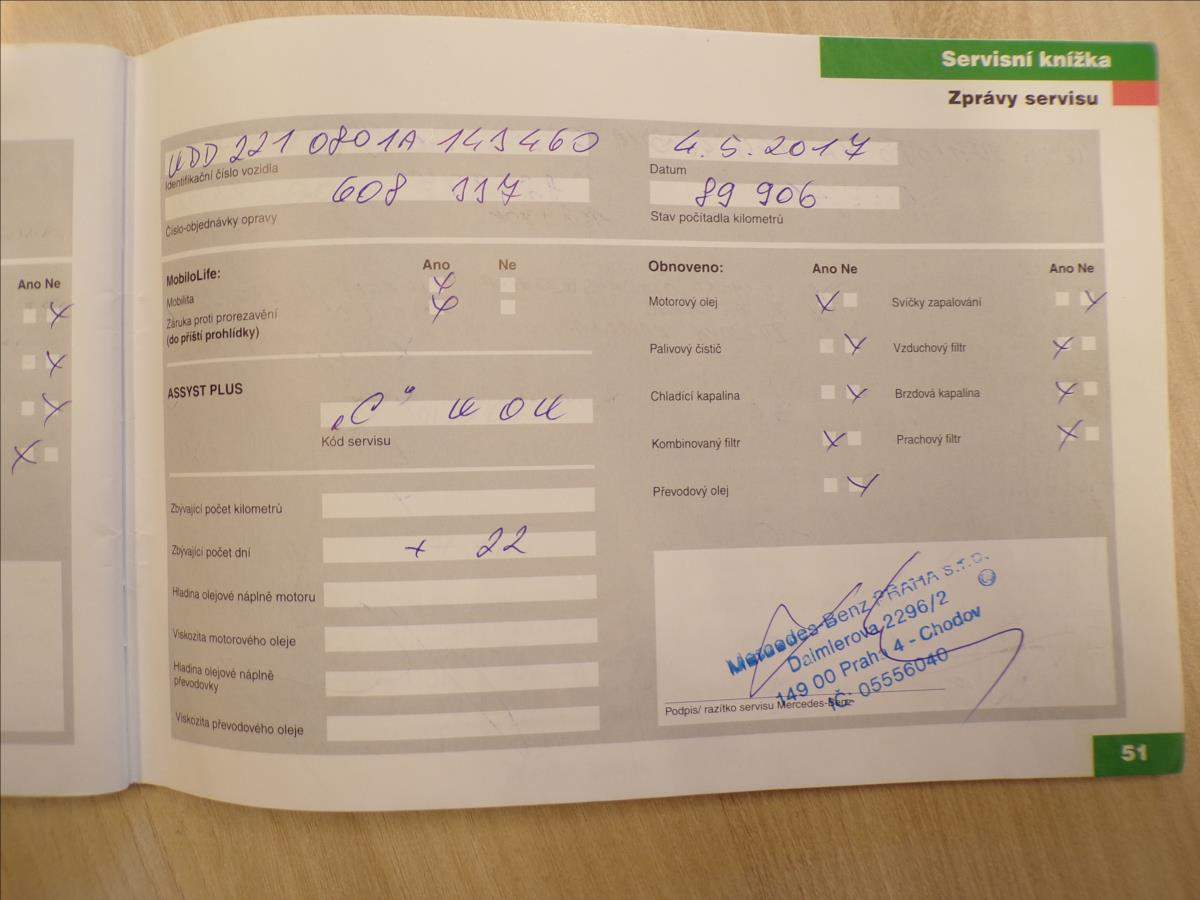 Servisní knížka
Zprávy servisu
WDD 221 0801A 143460
Identifikační číslo vozidla
608 117
Číslo objednávky opravy
4. 5. 2017
Datum
89 906
Stav počítadla kilometrů
Ano Ne
MobiloLife:
Ano Ne
Mobilita
Záruka proti prorezavění
(do příští prohlídky)
ASSYST PLUS
„C"
Kód servisu
Zbývající počet kilometrů
Zbývající počet dní
+ 22
Hladina olejové náplně motoru
Viskozita motorového oleje
Hladina olejové náplně
převodovky
Viskozita převodového oleje
Obnoveno:
Ano Ne
Ano Ne
Motorový olej
Svíčky zapalování
Palivový čistič
Vzduchový filtr
Chladící kapalina
Brzdová kapalina
Kombinovaný filtr
Prachový filtr
Převodový olej
Mercedes-Benz PRAHA s.r.o.
Daimlerova 2296/2
149 00 Praha 4 - Chodov
IČ: 05556040
Podpis/ razítko servisu Mercedes-Benz
51